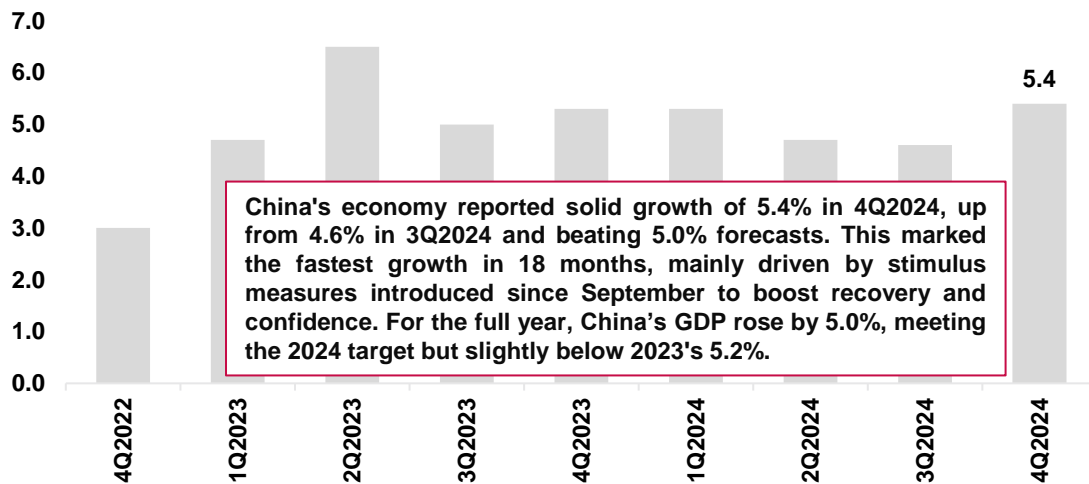 7.0
6.0
5.0
4.0
3.0
2.0
1.0
0.0
5.4
China's economy reported solid growth of 5.4% in 4Q2024, up
from 4.6% in 3Q2024 and beating 5.0% forecasts. This marked
the fastest growth in 18 months, mainly driven by stimulus
measures introduced since September to boost recovery and
confidence. For the full year, China’s GDP rose by 5.0%, meeting
the 2024 target but slightly below 2023's 5.2%.
4Q2022
1Q2023
2Q2023
3Q2023
4Q2023
1Q2024
2Q2024
3Q2024
4Q2024